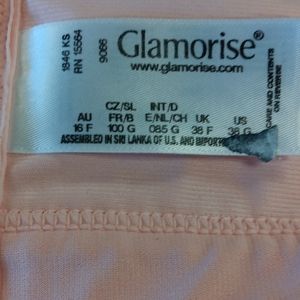 1846 KS
RN 15564
9066
Glamorise®
www.glamorise.com
CARE AND CONTENTS
ON REVERSE
CZ/SL INT/D
AU FR/B E/NL/CH UK US
16 F 100 G 085 G 38 F 38 G
ASSEMBLED IN SRI LANKA OF U.S. AND